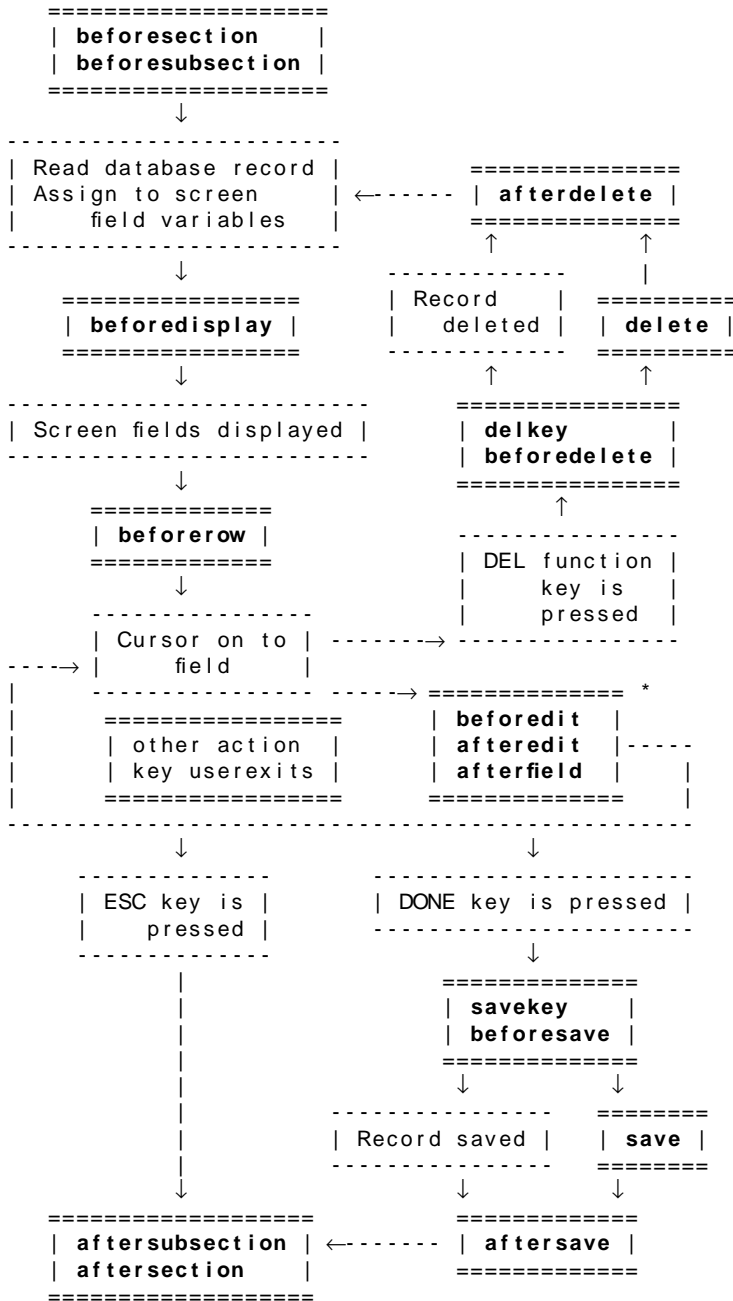 beforesection
beforesubsection
Read database record
Assign to screen
field variables
afterdelete
Record
deleted
delete
beforedisplay
Screen fields displayed
delkey
beforedelete
beforerow
DEL function
key is
pressed
Cursor on to
field
*
beforedit
other action
afteredit
key userexits
afterfield
ESC key is
pressed
DONE key is pressed
savekey
beforesave
Record saved
save
aftersubsection
aftersection
aftersave